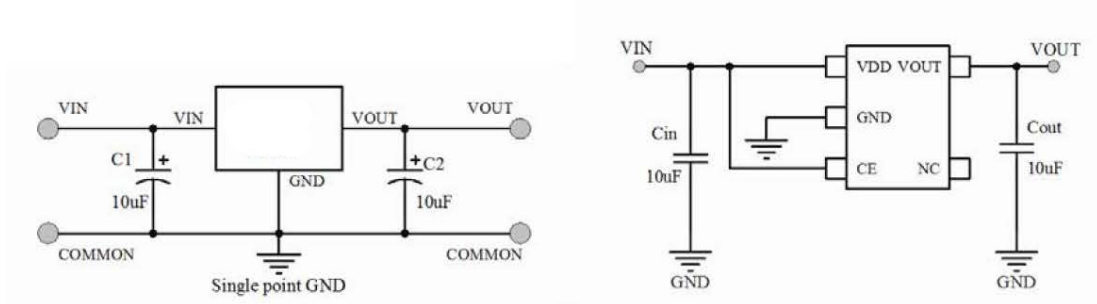 VIN
VIN
VOUT
VOUT
C1 +
+ C2
10uF
GND
10uF
COMMON
COMMON
Single point GND
VIN
VOUT
VDD VOUT
GND
Cin
Cout
10uF
CE NC
10uF
GND
GND